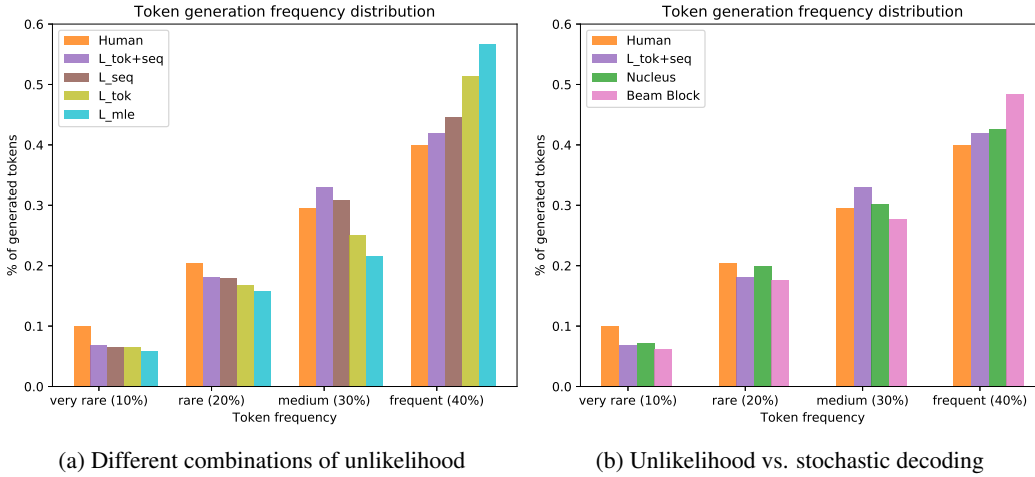 Token generation frequency distribution
0.6
0.5
0.4
0.3
0.2
0.1
0.0
% of generated tokens
Human
L_tok+seq
L_seq
L_tok
L_mle
very rare (10%) rare (20%) medium (30%) frequent (40%)
Token frequency
(a) Different combinations of unlikelihood
Token generation frequency distribution
0.6
0.5
0.4
0.3
0.2
0.1
0.0
% of generated tokens
Human
L_tok+seq
Nucleus
Beam Block
very rare (10%) rare (20%) medium (30%) frequent (40%)
Token frequency
(b) Unlikelihood vs. stochastic decoding